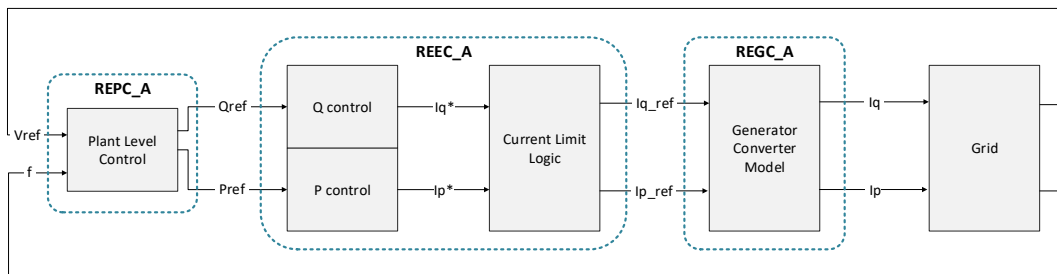 REPC_A
Vref
f
Plant Level
Control
Qref
Pref
REEC_A
Q control
P control
Iq*
Ip*
Current Limit
Logic
Iq_ref
Ip_ref
REGC_A
Generator
Converter
Model
Iq
Ip
Grid